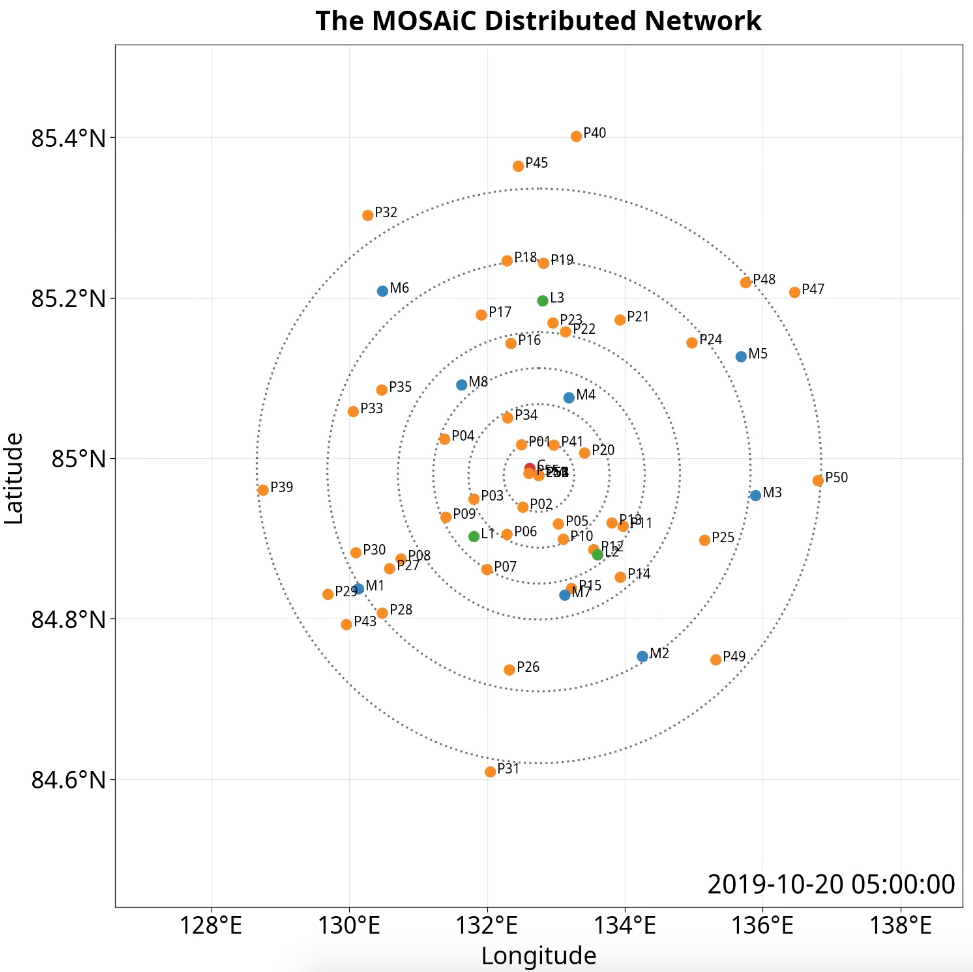 The MOSAiC Distributed Network
P40
85.4°N
P45
P32
P18
P19
P48
M6
P47
85.2°N
L3
P17
P23
P21
P22
P16
P24
M5
M8
P35
M4
P33
P34
P04
P01
P41
P20
85°N
C
P50
P39
P03
M3
P02
P09
P05
P11
L1
P06
P10
P25
P12
L2
P30
P08
P27
P07
P14
M1
P15
P29
M7
P28
P43
84.8°N
M2
P49
P26
84.6°N
P31
2019-10-20 05:00:00
128°E
130°E
132°E
134°E
136°E
138°E
Longitude
Latitude